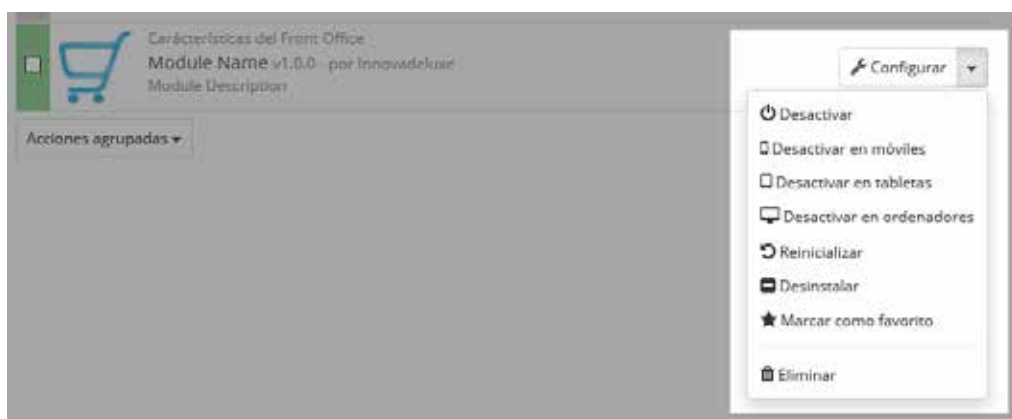 Carácterísticas del Front Office
Module Name v1.0.0 - por Innovadeluxe
Module Description
Configurar
Acciones agrupadas
Desactivar
Desactivar en móviles
Desactivar en tabletas
Desactivar en ordenadores
Reinicializar
Desinstalar
Marcar como favorito
Eliminar